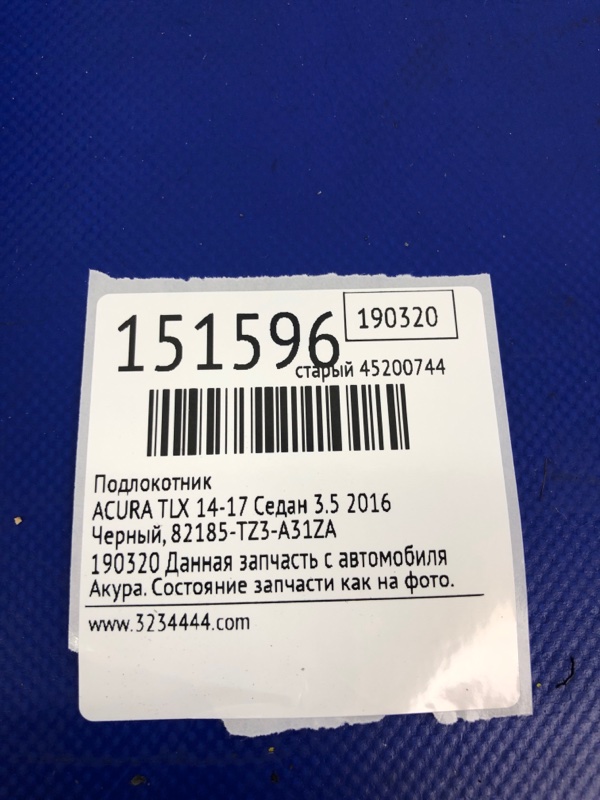 151596
190320
старый 45200744
Подлокотник
ACURA TLX 14-17 Седан 3.5 2016
Черный, 82185-TZ3-A31ZA
190320 Данная запчасть с автомобиля
Акура. Состояние запчасти как на фото.
www.3234444.com